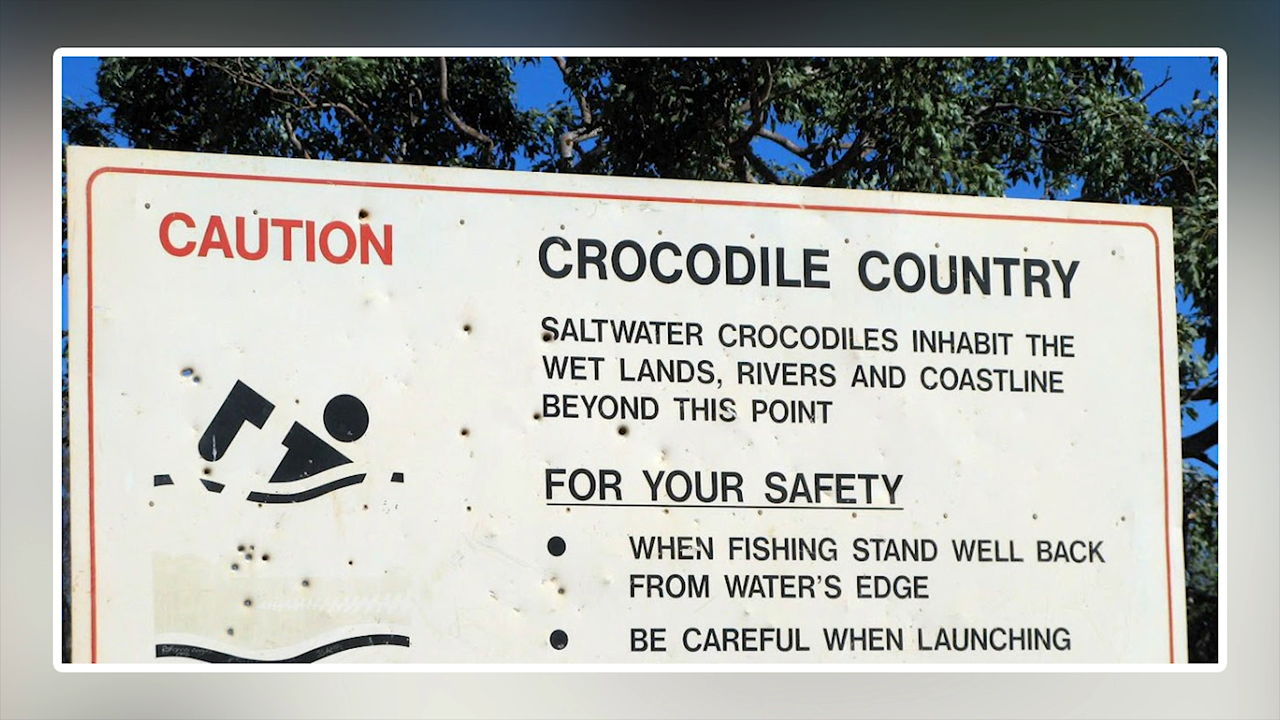 CAUTION
CROCODILE COUNTRY
SALTWATER CROCODILES INHABIT THE
WET LANDS, RIVERS AND COASTLINE
BEYOND THIS POINT
FOR YOUR SAFETY
● WHEN FISHING STAND WELL BACK
FROM WATER'S EDGE
● BE CAREFUL WHEN LAUNCHING